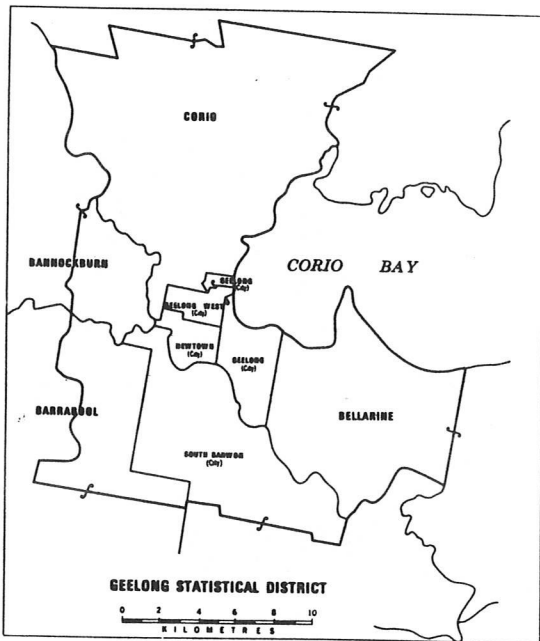 CORIO
BANNOCKBURN
GEELONG
(City)
CORIO BAY
GEELONG WEST
(City)
NEWTOWN
(City)
GEELONG
(City)
BARRABOOL
BELLARINE
SOUTH BARWON
(City)
GEELONG STATISTICAL DISTRICT
0 2 4 6 8 10
KILOMETRES